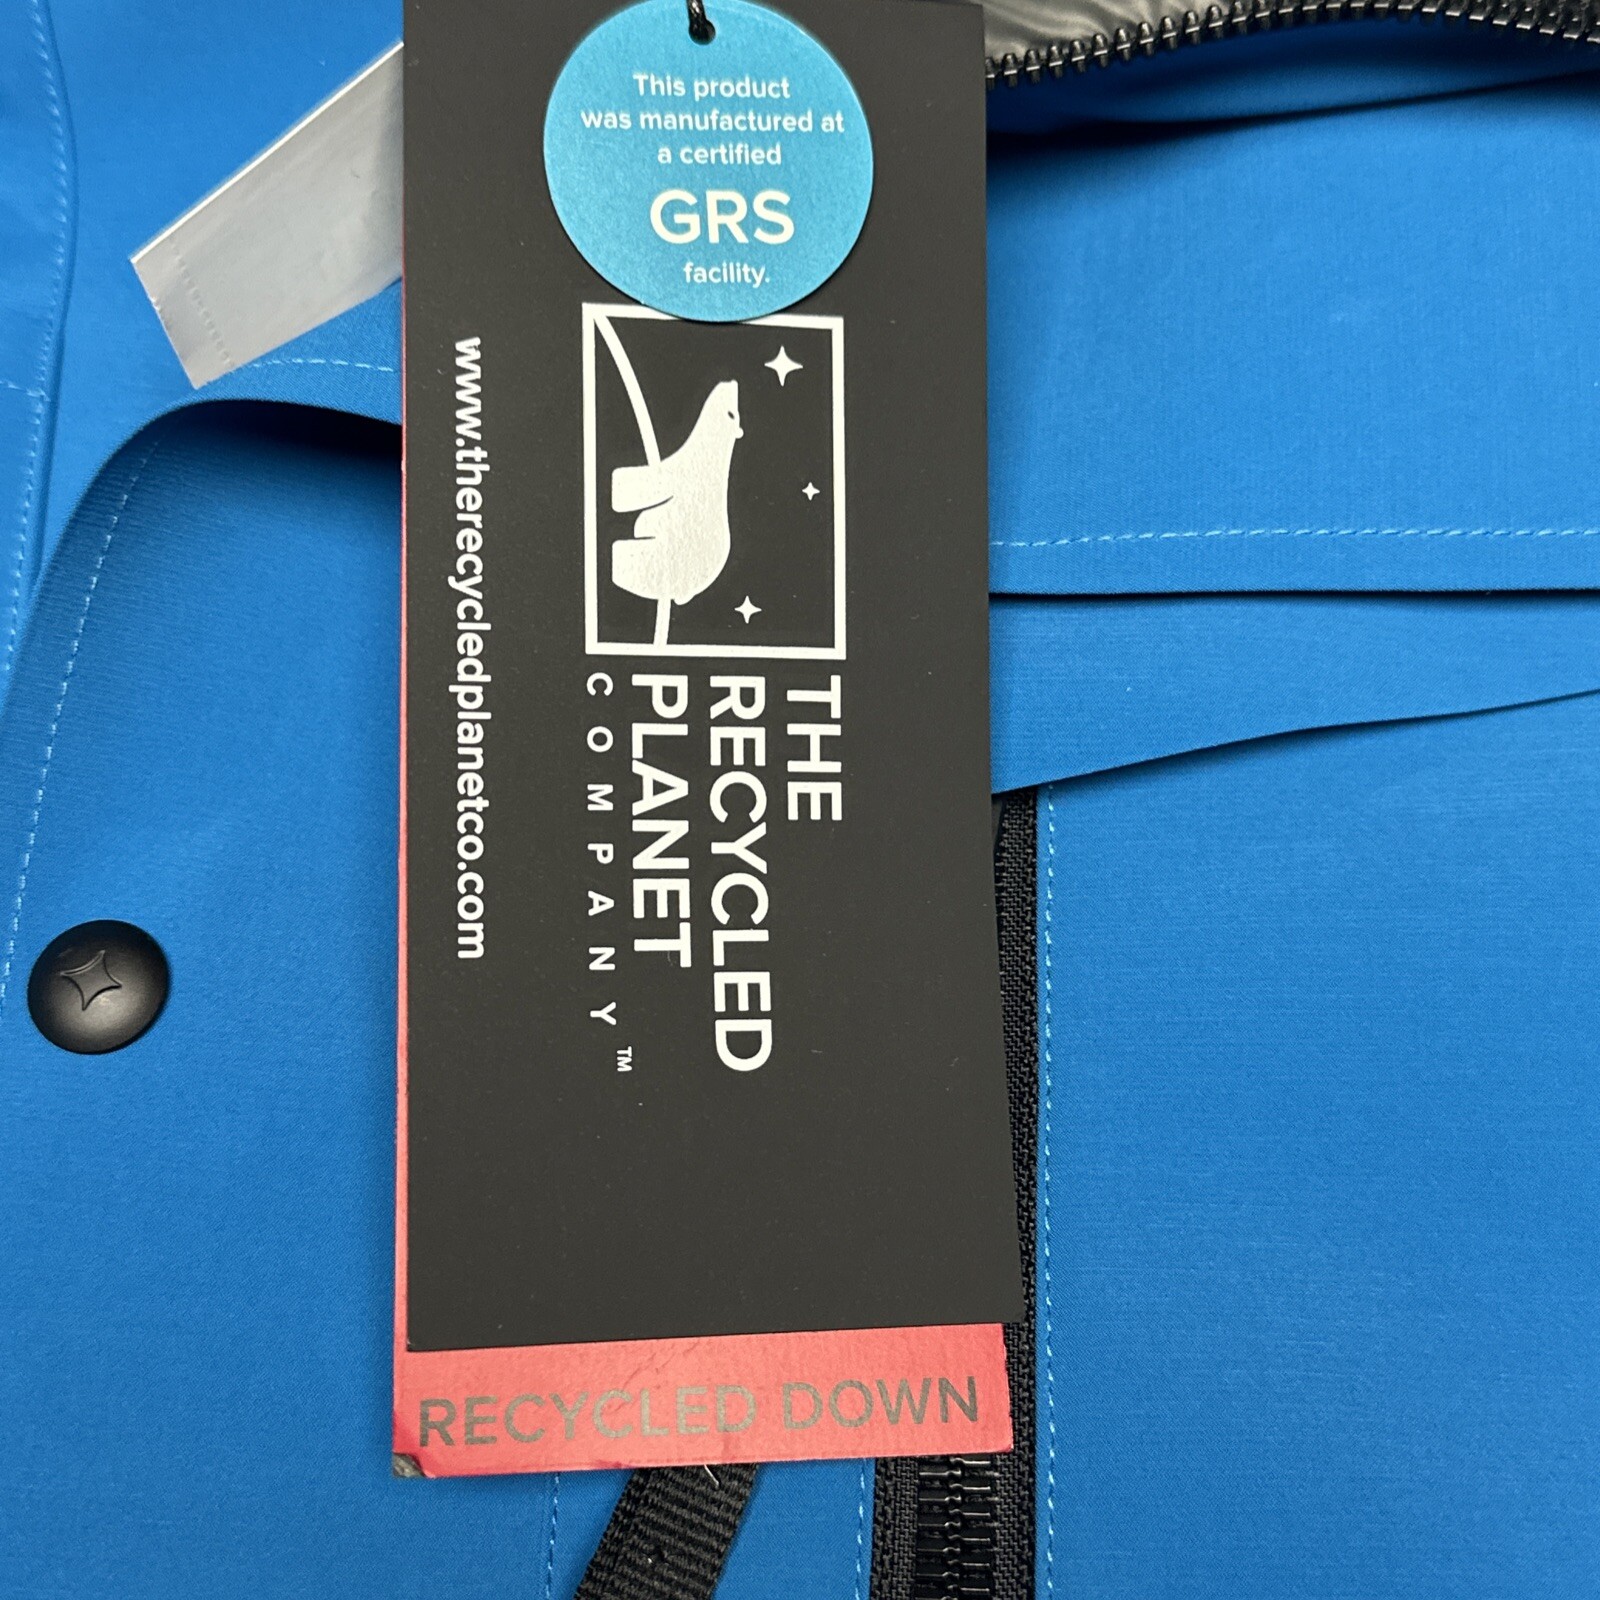 This product
was manufactured at
a certified
GRS
facility.
THE
RECYCLED
PLANET
COMPANY™
www.therecycledplanetco.com
RECYCLED DOWN